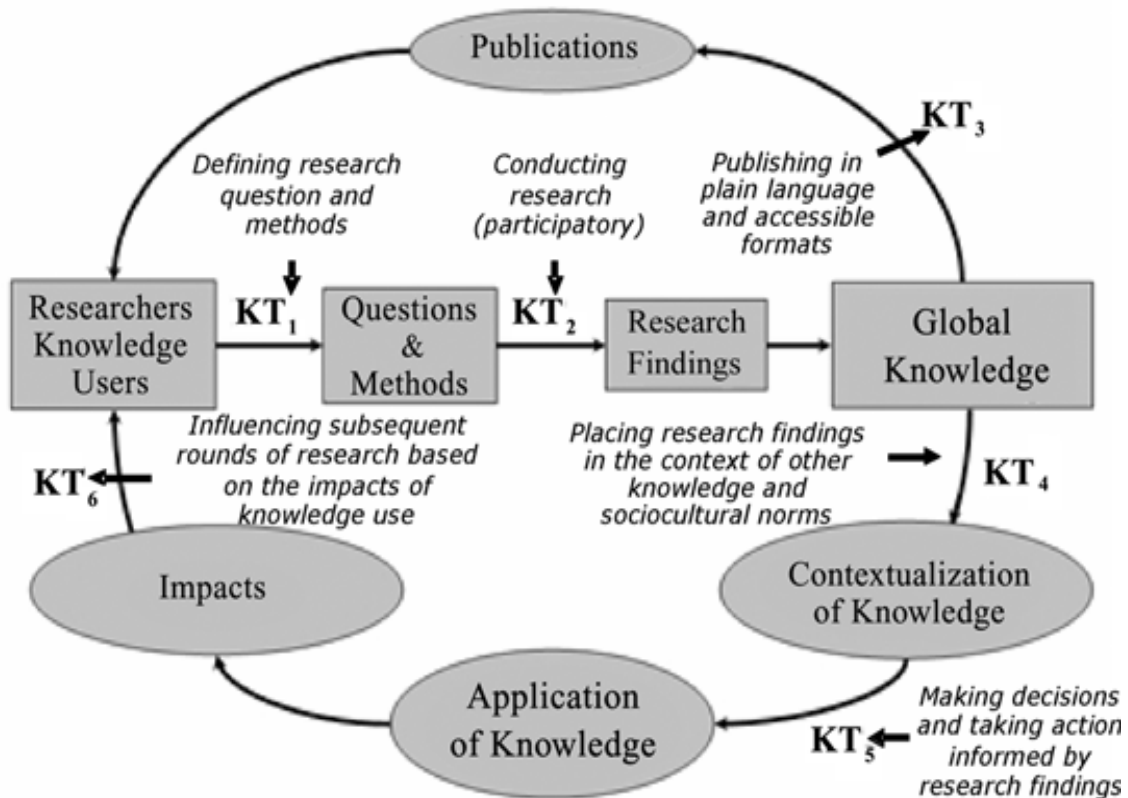 Publications
KT3
Defining research
question and
methods
Conducting
research
(participatory)
Publishing in
plain language
and accessible
formats
Researchers
Knowledge
Users
KT1
Questions
&
Methods
KT2
Research
Findings
Global
Knowledge
Influencing subsequent
rounds of research based
on the impacts of
knowledge use
KT6
Placing research findings
in the context of other
knowledge and
sociocultural norms
KT4
Impacts
Contextualization
of Knowledge
Application
of Knowledge
KT5
Making decisions
and taking action
informed by
research findings